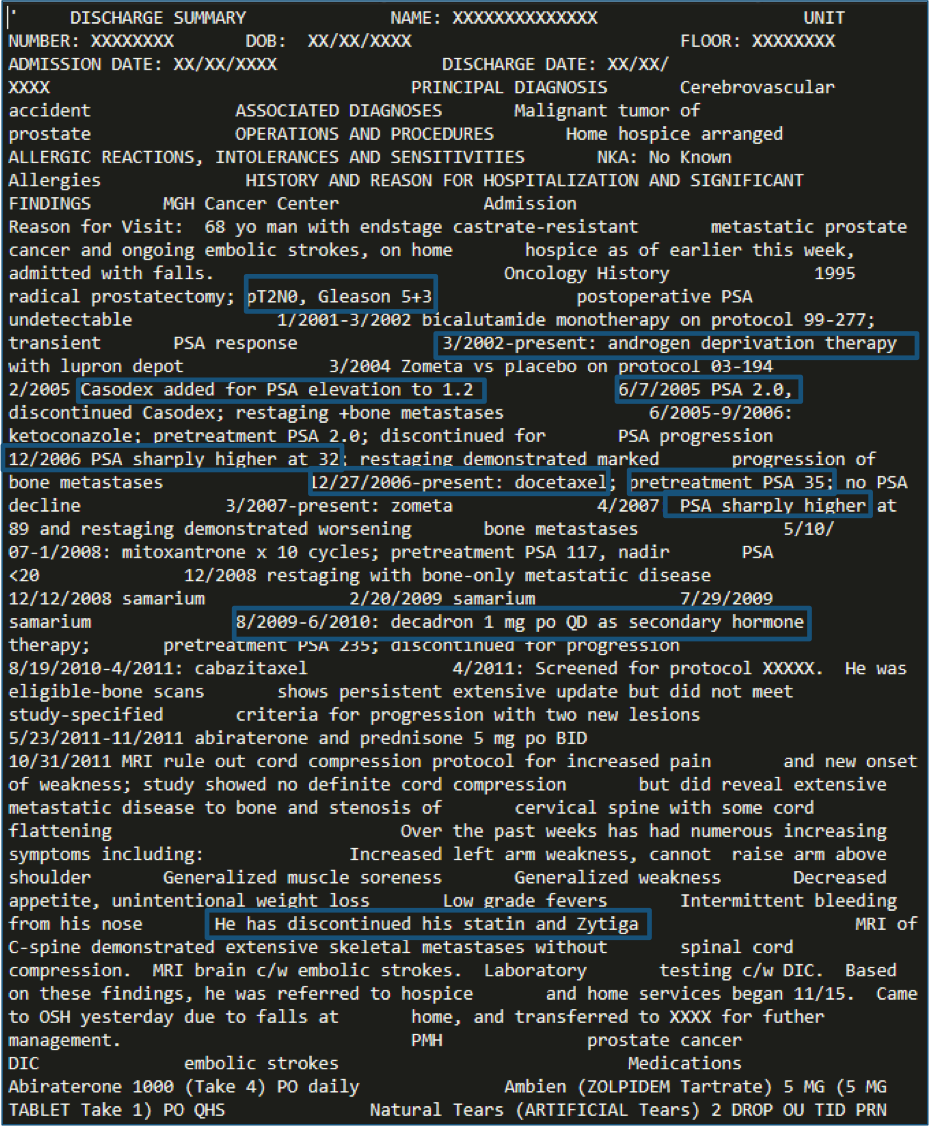 ' DISCHARGE SUMMARY NAME: XXXXXXXXXXXXXX UNIT
NUMBER: XXXXXXXX DOB: XX/XX/XXXX FLOOR: XXXXXXXX
ADMISSION DATE: XX/XX/XXXX DISCHARGE DATE: XX/XX/
XXXX PRINCIPAL DIAGNOSIS Cerebrovascular
accident ASSOCIATED DIAGNOSES Malignant tumor of
prostate OPERATIONS AND PROCEDURES Home hospice arranged
ALLERGIC REACTIONS, INTOLERANCES AND SENSITIVITIES NKA: No Known
Allergies HISTORY AND REASON FOR HOSPITALIZATION AND SIGNIFICANT
FINDINGS MGH Cancer Center Admission
Reason for Visit: 68 yo man with endstage castrate-resistant metastatic prostate
cancer and ongoing embolic strokes, on home hospice as of earlier this week,
admitted with falls. Oncology History 1995
radical prostatectomy; pT2N0, Gleason 5+3 postoperative PSA
undetectable 1/2001-3/2002 bicalutamide monotherapy on protocol 99-277;
transient PSA response 3/2002-present: androgen deprivation therapy
with lupron depot 3/2004 Zometa vs placebo on protocol 03-194
2/2005 Casodex added for PSA elevation to 1.2 6/7/2005 PSA 2.0,
discontinued Casodex; restaging +bone metastases 6/2005-9/2006:
ketoconazole; pretreatment PSA 2.0; discontinued for PSA progression
12/2006 PSA sharply higher at 32; restaging demonstrated marked progression of
bone metastases 12/27/2006-present: docetaxel; pretreatment PSA 35; no PSA
decline 3/2007-present: zometa 4/2007 PSA sharply higher at
89 and restaging demonstrated worsening bone metastases 5/10/
07-1/2008: mitoxantrone x 10 cycles; pretreatment PSA 117, nadir PSA
<20 12/2008 restaging with bone-only metastatic disease
12/12/2008 samarium 2/20/2009 samarium 7/29/2009
samarium 8/2009-6/2010: decadron 1 mg po QD as secondary hormone
therapy; pretreatment PSA 235; discontinued for progression
8/19/2010-4/2011: cabazitaxel 4/2011: Screened for protocol XXXXX. He was
eligible-bone scans shows persistent extensive update but did not meet
study-specified criteria for progression with two new lesions
5/23/2011-11/2011 abiraterone and prednisone 5 mg po BID
10/31/2011 MRI rule out cord compression protocol for increased pain and new onset
of weakness; study showed no definite cord compression but did reveal extensive
metastatic disease to bone and stenosis of cervical spine with some cord
flattening Over the past weeks has had numerous increasing
symptoms including: Increased left arm weakness, cannot raise arm above
shoulder Generalized muscle soreness Generalized weakness Decreased
appetite, unintentional weight loss Low grade fevers Intermittent bleeding
from his nose He has discontinued his statin and Zytiga MRI of
C-spine demonstrated extensive skeletal metastases without spinal cord
compression. MRI brain c/w embolic strokes. Laboratory testing c/w DIC. Based
on these findings, he was referred to hospice and home services began 11/15. Came
to OSH yesterday due to falls at home, and transferred to XXXX for futher
management. PMH prostate cancer
DIC embolic strokes Medications
Abiraterone 1000 (Take 4) PO daily Ambien (ZOLPIDEM Tartrate) 5 MG (5 MG
TABLET Take 1) PO QHS Natural Tears (ARTIFICIAL Tears) 2 DROP OU TID PRN